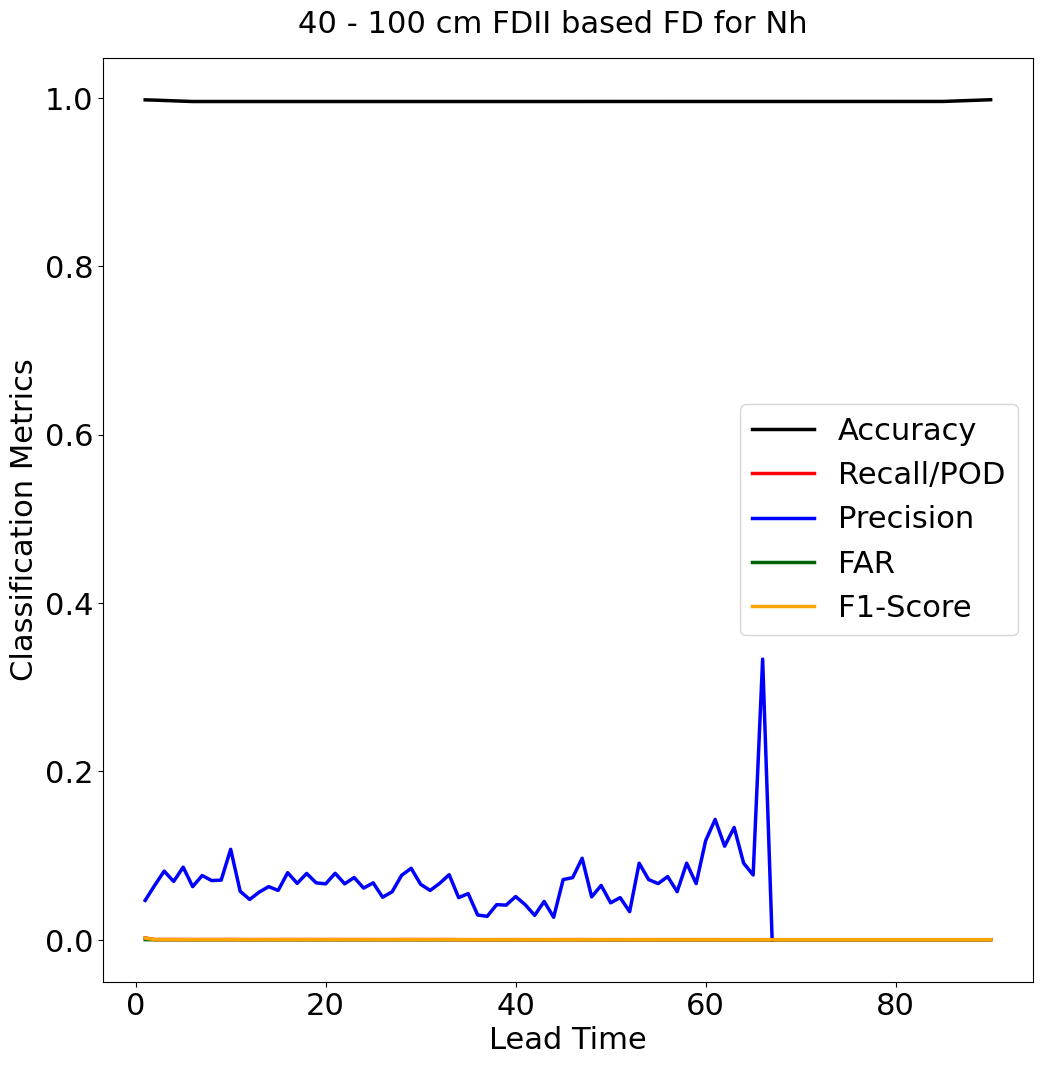 40 - 100 cm FDII based FD for Nh
1.0
0.8
0.6
0.4
0.2
0.0
Classification Metrics
Accuracy
Recall/POD
Precision
FAR
F1-Score
0 20 40 60 80
Lead Time